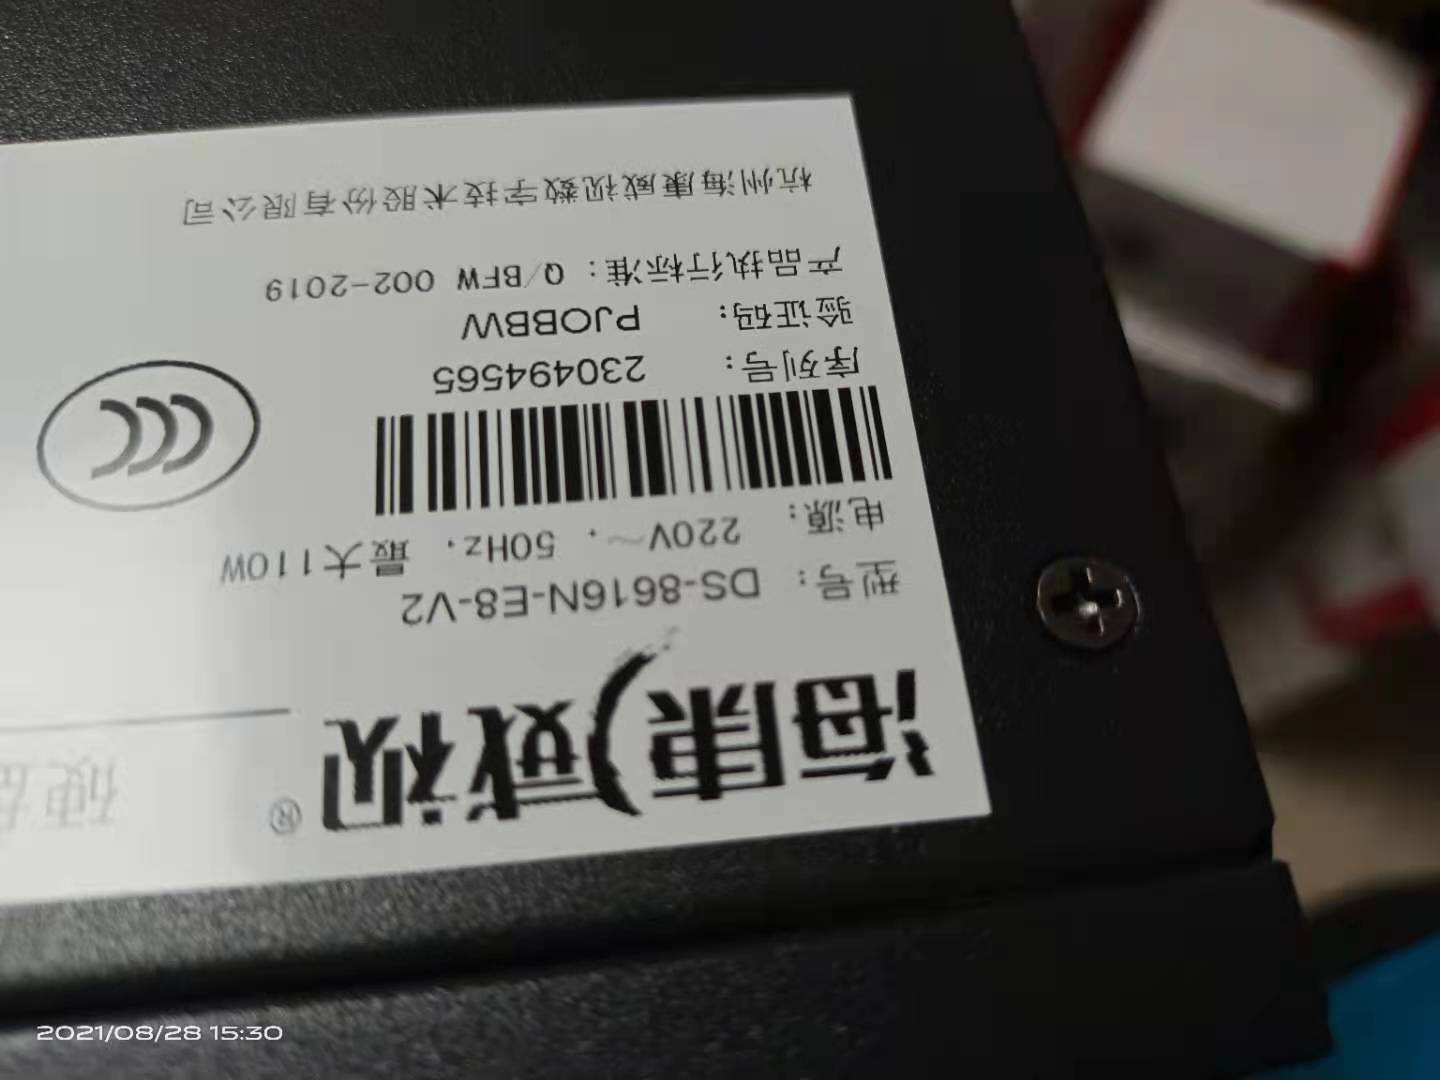 海康威视®
硬盘
型号: DS-8616N-E8-V2
电源: 220V～, 50Hz, 最大110W
序列号: 230494565
验证码: PJOBBW
产品执行标准: Q/BFW 002-2019
杭州海康威视数字技术股份有限公司
CCC
2021/08/28 15:30